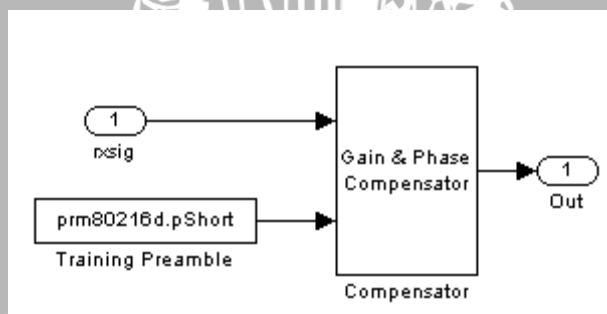 1
rxsig
prm80216d.pShort
Training Preamble
Gain & Phase
Compensator
Compensator
1
Out